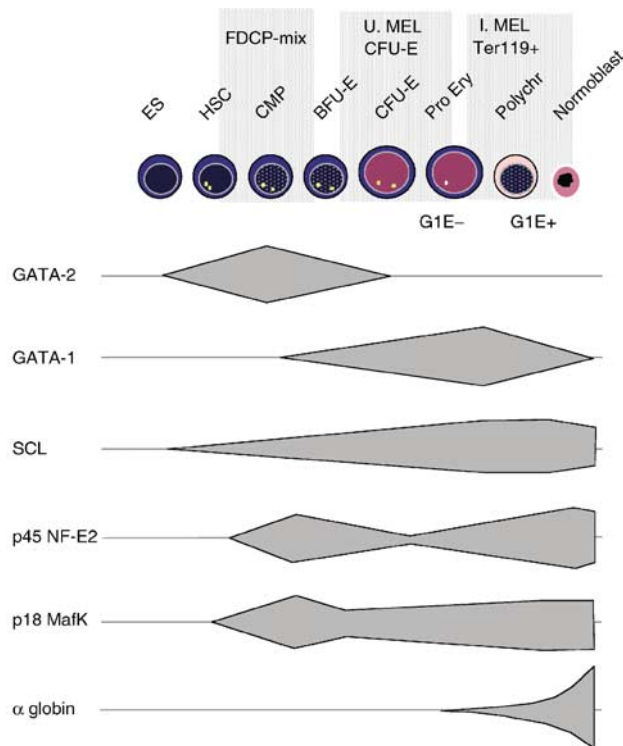 FDCP-mix
U. MEL
CFU-E
I. MEL
Ter119+
ES
HSC
CMP
BFU-E
CFU-E
Pro Ery
Polychr
Normoblast
G1E−
G1E+
GATA-2
GATA-1
SCL
p45 NF-E2
p18 MafK
α globin